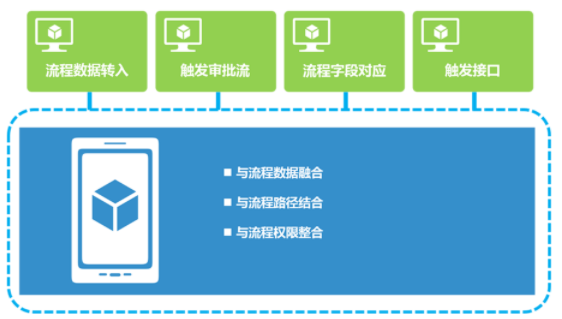 流程数据转入
触发审批流
流程字段对应
触发接口
与流程数据融合
与流程路径结合
与流程权限整合